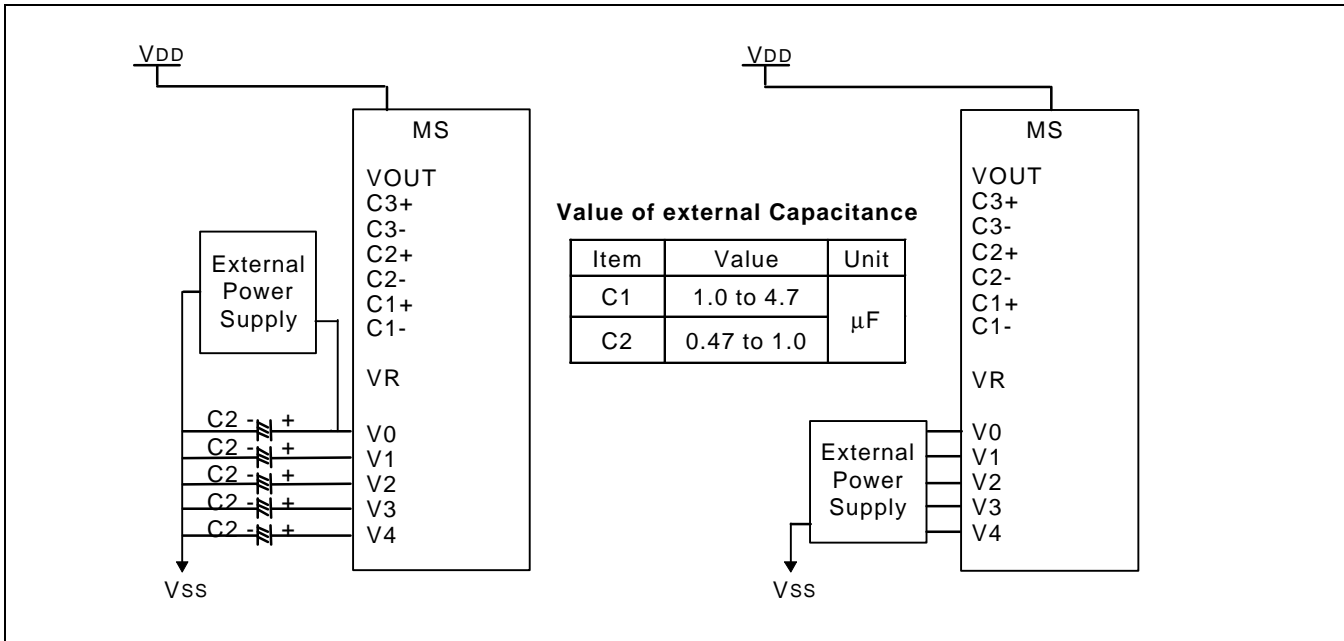 VDD
MS
VOUT
C3+
C3-
C2+
C2-
C1+
C1-
VR
V0
V1
V2
V3
V4
External
Power
Supply
C2 - +
C2 - +
C2 - +
C2 - +
C2 - +
VSS
Value of external Capacitance
Item Value Unit
C1 1.0 to 4.7 μF
C2 0.47 to 1.0
VDD
MS
VOUT
C3+
C3-
C2+
C2-
C1+
C1-
VR
V0
V1
V2
V3
V4
External
Power
Supply
VSS